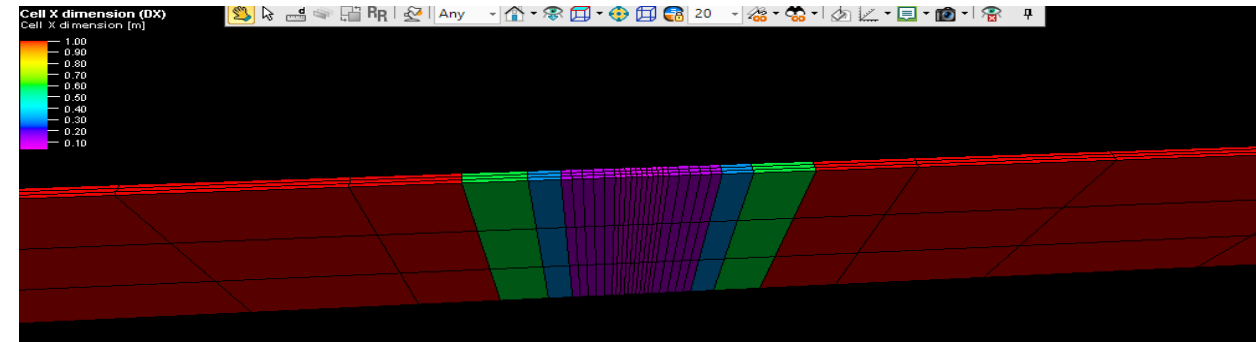 Cell X dimension (DX)
Cell X dimension [m]
1.00
0.90
0.80
0.70
0.60
0.50
0.40
0.30
0.20
0.10
d
RR
Any
20